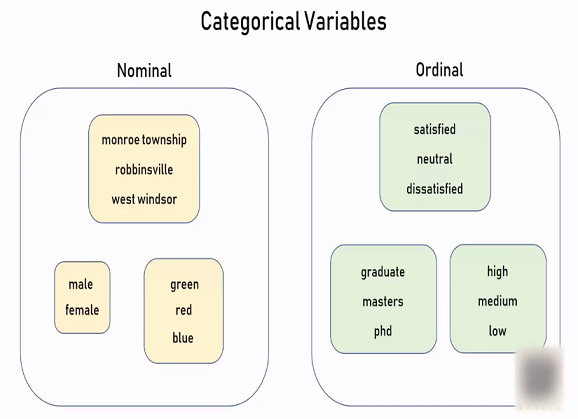 Categorical Variables
Nominal
monroe township
robbinsville
west windsor
male
female
green
red
blue
Ordinal
satisfied
neutral
dissatisfied
graduate
masters
phd
high
medium
low